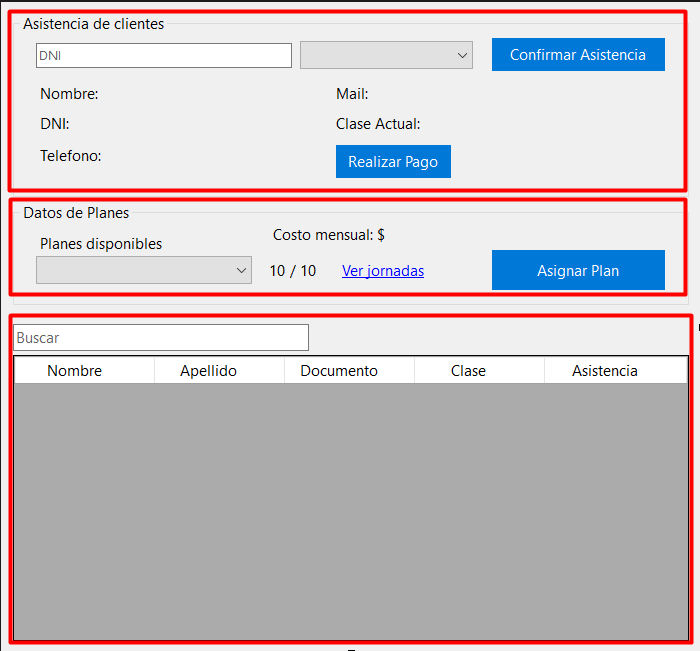 Asistencia de clientes
DNI
Confirmar Asistencia
Nombre:
Mail:
DNI:
Clase Actual:
Telefono:
Realizar Pago
Datos de Planes
Planes disponibles
Costo mensual: $
10 / 10
Ver jornadas
Asignar Plan
Buscar
Nombre Apellido Documento Clase Asistencia